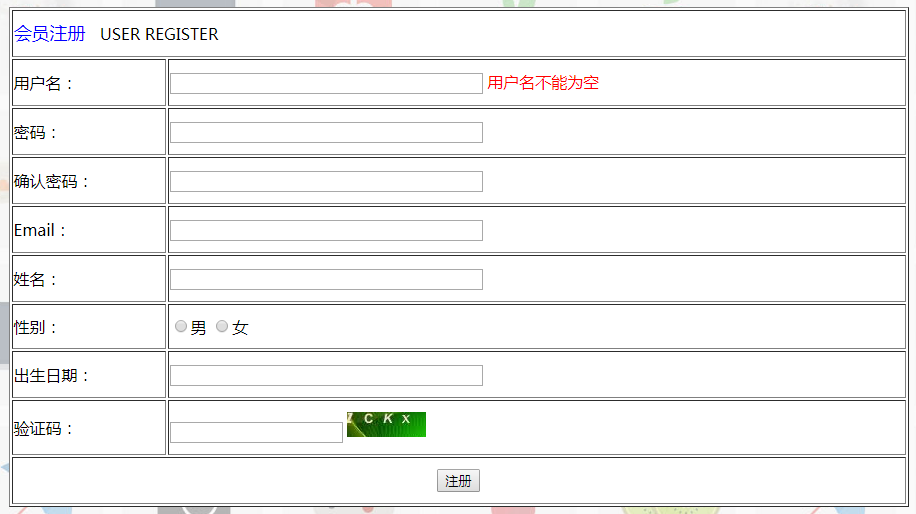 会员注册 USER REGISTER
用户名： 用户名不能为空
密码：
确认密码：
Email：
姓名：
性别： 男 女
出生日期：
验证码： Z C K X
注册